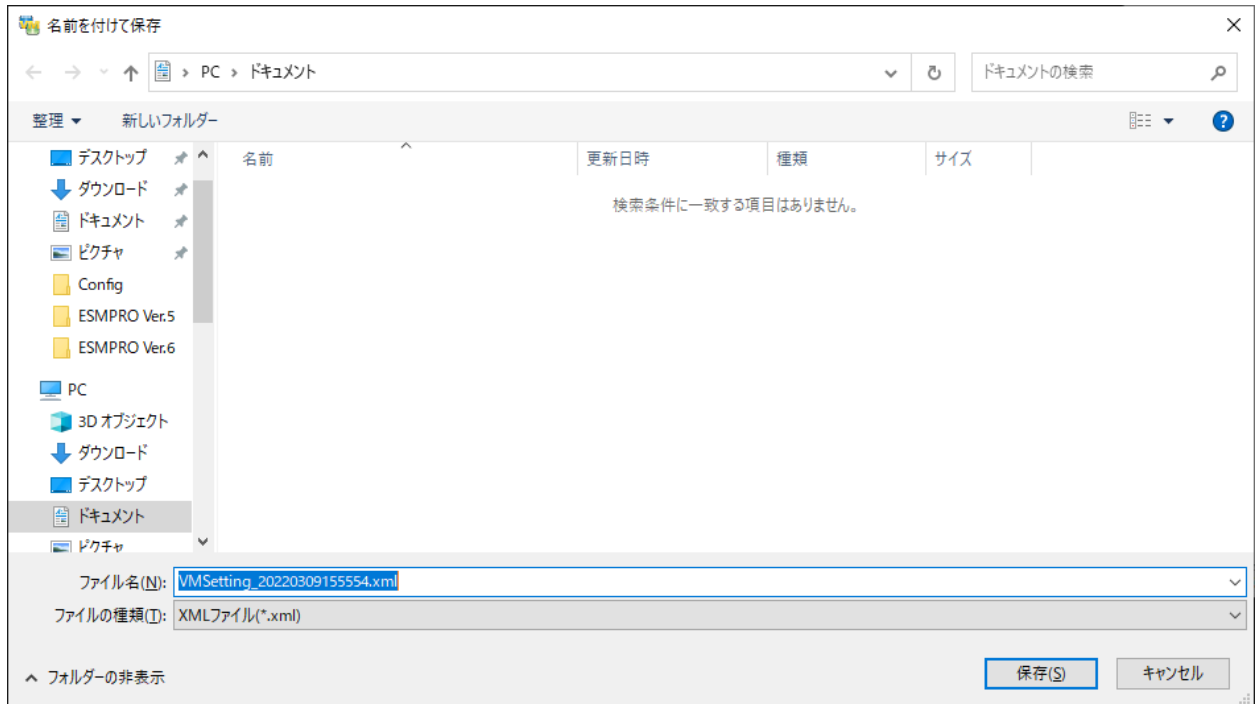 名前を付けて保存
PC › ドキュメント
ドキュメントの検索
整理 新しいフォルダー
名前 更新日時 種類 サイズ
検索条件に一致する項目はありません。
デスクトップ
ダウンロード
ドキュメント
ピクチャ
Config
ESMPRO Ver.5
ESMPRO Ver.6
PC
3D オブジェクト
ダウンロード
デスクトップ
ドキュメント
ピクチャ
ファイル名(N): VMSetting_20220309155554.xml
ファイルの種類(T): XMLファイル(*.xml)
フォルダーの非表示 保存(S) キャンセル